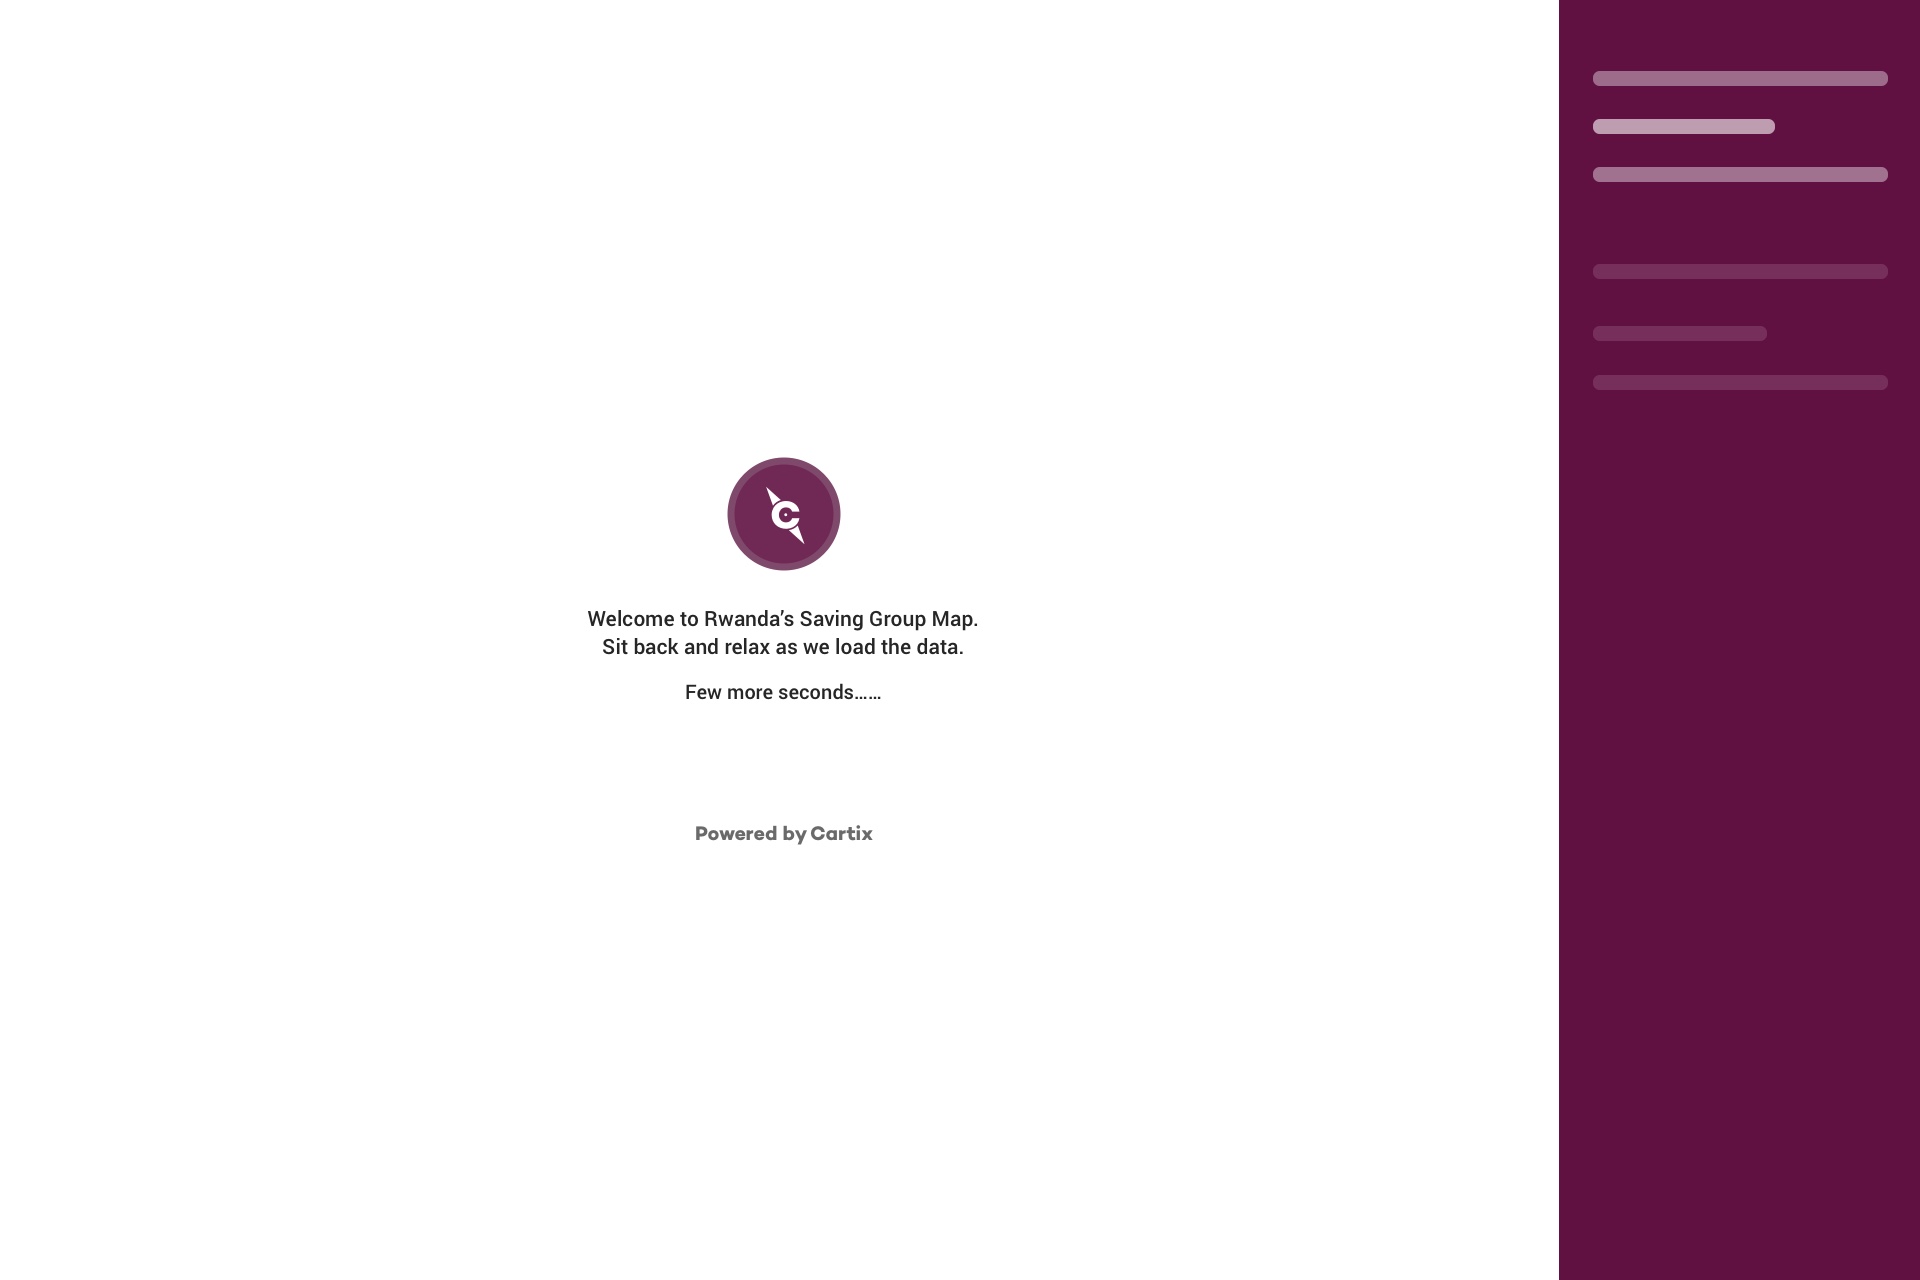 C
Welcome to Rwanda’s Saving Group Map.
Sit back and relax as we load the data.
Few more seconds......
Powered by Cartix